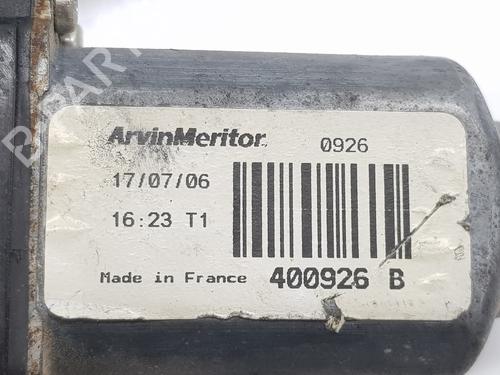 ArvinMeritor 0926
17/07/06
16:23 T1
Made in France 400926 B